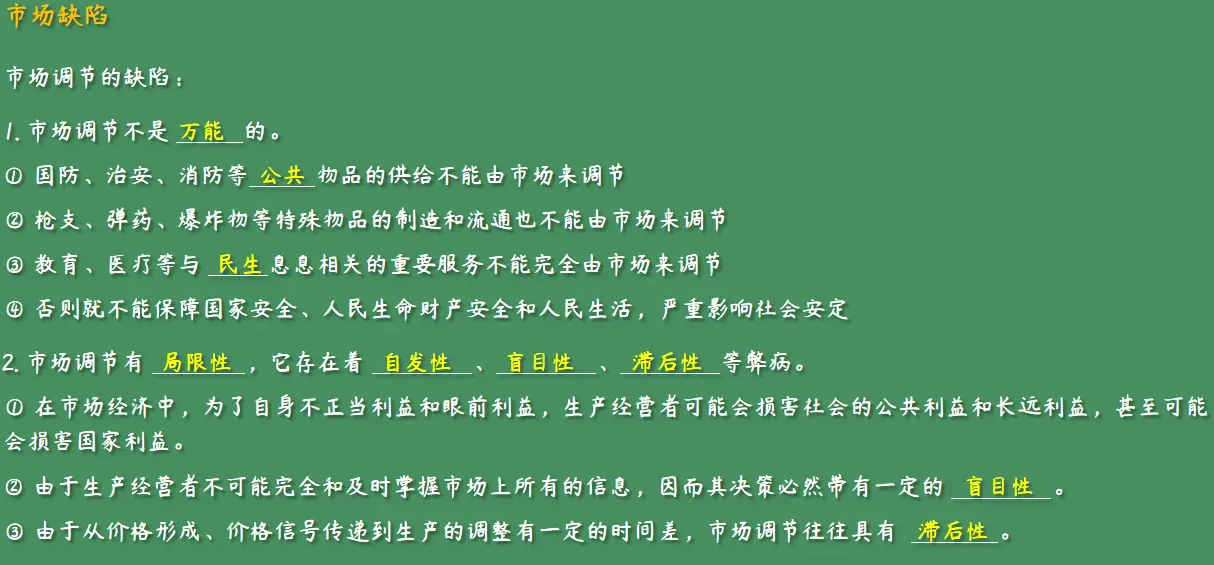 市场缺陷
市场调节的缺陷：
1. 市场调节不是 万能 的。
① 国防、治安、消防等 公共 物品的供给不能由市场来调节
② 枪支、弹药、爆炸物等特殊物品的制造和流通也不能由市场来调节
③ 教育、医疗等与 民生 息息相关的重要服务不能完全由市场来调节
④ 否则就不能保障国家安全、人民生命财产安全和人民生活，严重影响社会安定
2. 市场调节有 局限性 ，它存在着 自发性 、 盲目性 、 滞后性 等弊病。
① 在市场经济中，为了自身不正当利益和眼前利益，生产经营者可能会损害社会的公共利益和长远利益，甚至可能
会损害国家利益。
② 由于生产经营者不可能完全和及时掌握市场上所有的信息，因而其决策必然带有一定的 盲目性 。
③ 由于从价格形成、价格信号传递到生产的调整有一定的时间差，市场调节往往具有 滞后性 。